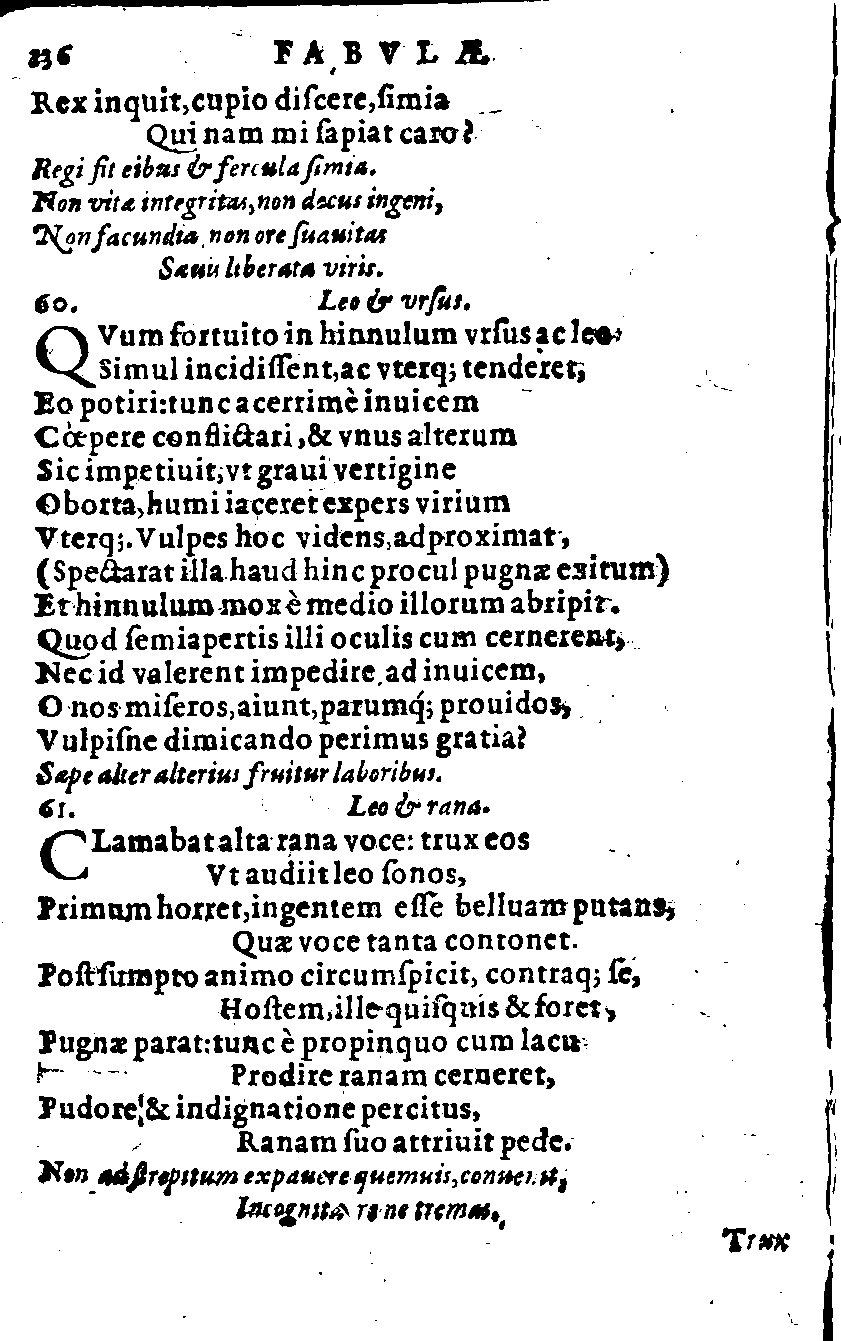 236 FABVLÆ.
Rex inquit, cupio diſcere, ſimia
Qui nam mi ſapiat caro?
Regi fit cibus & fercula ſimia.
Non vitæ integritas, non decus ingeni,
Non facundia, non ore ſuauitas
Sæuis liberata viris.
60. Leo & vrſus.
QVum fortuito in hinnulum vrſus ac leo
Simul incidiſſent, ac vterq; tenderet,
Eo potiri: tunc acerrimè inuicem
Cœpere conflictari, & vnus alterum
Sic impetiuit, vt graui vertigine
Oborta, humi iaceret expers virium
Vterq;. Vulpes hoc videns, adproximat,
(Spectarat illa haud hinc procul pugnæ exitum)
Et hinnulum mox è medio illorum abripit.
Quod ſemiapertis illi oculis cum cernerent,
Nec id valerent impedire, ad inuicem,
O nos miſeros, aiunt, parumq́; prouidos,
Vulpiſne dimicando perimus gratia?
Sæpe alter alterius fruitur laboribus.
61. Leo & rana.
CLamabat alta rana voce: trux eos
Vt audiit leo ſonos,
Primum horret, ingentem eſſe belluam putans,
Quæ voce tanta contonet.
Poſt ſumpto animo circumſpicit, contraq; ſe,
Hoſtem, ille quiſquis & foret,
Pugnæ parat: tunc è propinquo cum lacu
Prodire ranam cerneret,
Pudore, & indignatione percitus,
Ranam ſuo attriuit pede.
Non ad ſtrepitum expauere quemuis, conuenit,
Incognita ne tremas.